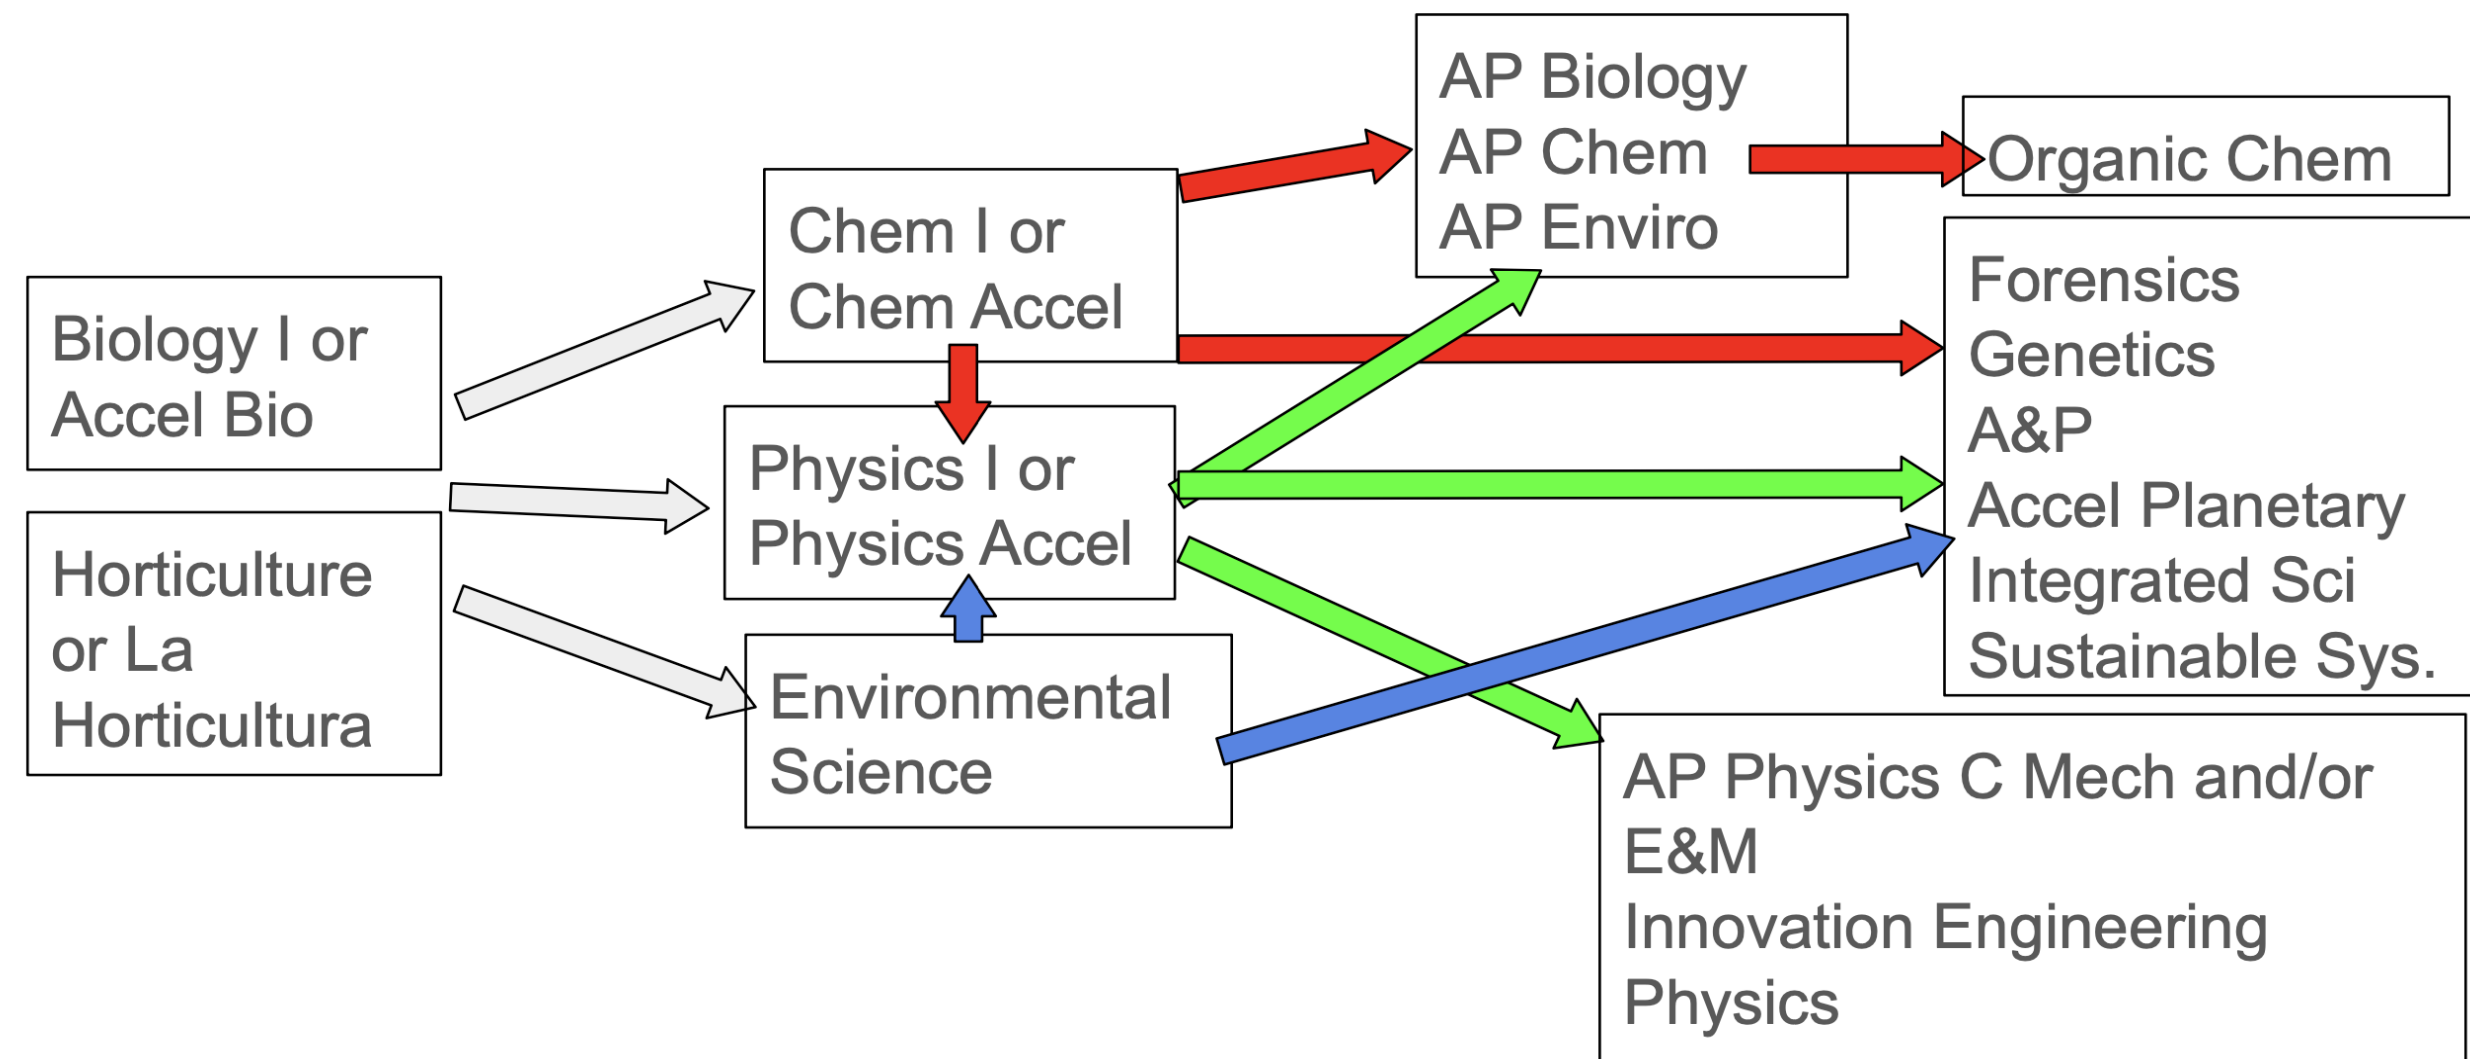 Biology I or
Accel Bio
Horticulture
or La
Horticultura
Chem I or
Chem Accel
Physics I or
Physics Accel
Environmental
Science
AP Biology
AP Chem
AP Enviro
Organic Chem
Forensics
Genetics
A&P
Accel Planetary
Integrated Sci
Sustainable Sys.
AP Physics C Mech and/or
E&M
Innovation Engineering
Physics